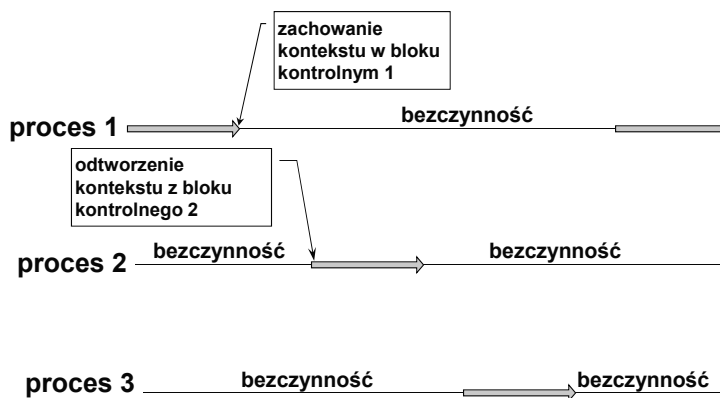 zachowanie
kontekstu w bloku
kontrolnym 1
bezczynność
proces 1
odtworzenie
kontekstu z bloku
kontrolnego 2
bezczynność bezczynność
proces 2
bezczynność bezczynność
proces 3